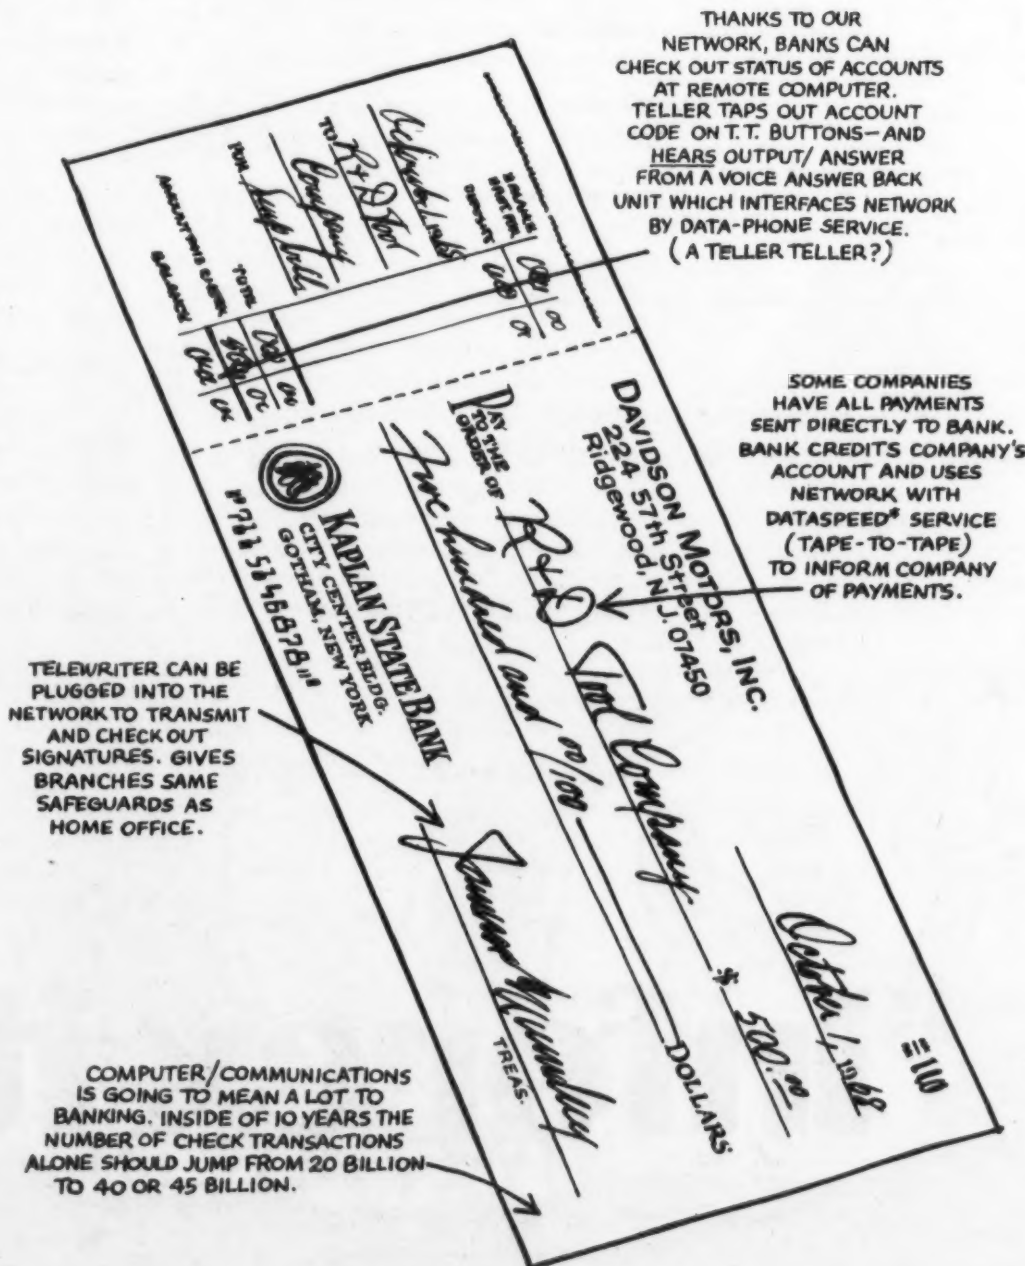 THANKS TO OUR
NETWORK, BANKS CAN
CHECK OUT STATUS OF ACCOUNTS
AT REMOTE COMPUTER.
TELLER TAPS OUT ACCOUNT
CODE ON T.T. BUTTONS—AND
HEARS OUTPUT/ANSWER
FROM A VOICE ANSWER BACK
UNIT WHICH INTERFACES NETWORK
BY DATA-PHONE SERVICE.
(A TELLER TELLER?)
SOME COMPANIES
HAVE ALL PAYMENTS
SENT DIRECTLY TO BANK.
BANK CREDITS COMPANY'S
ACCOUNT AND USES
NETWORK WITH
DATASPEED* SERVICE
(TAPE-TO-TAPE)
TO INFORM COMPANY
OF PAYMENTS.
TELEWRITER CAN BE
PLUGGED INTO THE
NETWORK TO TRANSMIT
AND CHECK OUT
SIGNATURES. GIVES
BRANCHES SAME
SAFEGUARDS AS
HOME OFFICE.
COMPUTER/COMMUNICATIONS
IS GOING TO MEAN A LOT TO
BANKING. INSIDE OF 10 YEARS THE
NUMBER OF CHECK TRANSACTIONS
ALONE SHOULD JUMP FROM 20 BILLION
TO 40 OR 45 BILLION.
BALANCE
DEPOSITS
TO R & D Tool
Company
FOR
TOTAL
AMOUNT THIS CHECK
BALANCE
DAVIDSON MOTORS, INC.
224 57th Street
Ridgewood, N.J. 07450
October 1, 1968
PAY
TO THE
ORDER OF R & D Tool Company $ 500.00
Five hundred and 00/100 DOLLARS
KAPLAN STATE BANK
CITY CENTER BLDG.
GOTHAM, NEW YORK
TREAS.